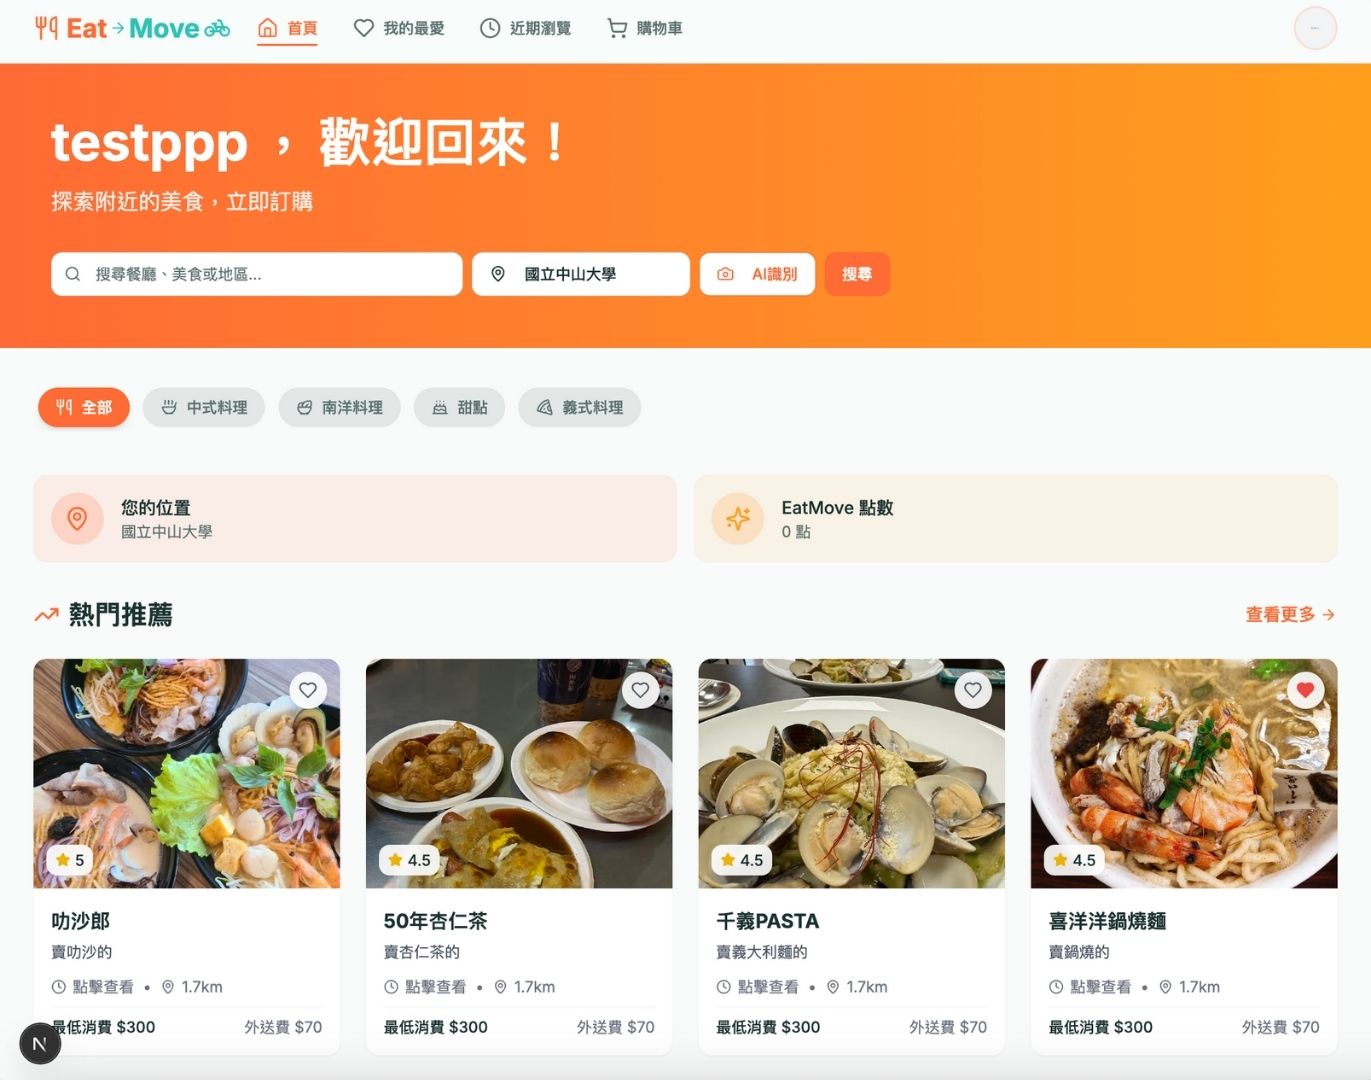 Eat → Move 首頁 我的最愛 近期瀏覽 購物車
testppp ， 歡迎回來！
探索附近的美食，立即訂購
搜尋餐廳、美食或地區... 國立中山大學 AI識別 搜尋
全部 中式料理 南洋料理 甜點 義式料理
您的位置
國立中山大學
EatMove 點數
0 點
熱門推薦 查看更多 →
5
叻沙郎
賣叻沙的
點擊查看 • 1.7km
最低消費 $300 外送費 $70
4.5
50年杏仁茶
賣杏仁茶的
點擊查看 • 1.7km
最低消費 $300 外送費 $70
4.5
千義PASTA
賣義大利麵的
點擊查看 • 1.7km
最低消費 $300 外送費 $70
4.5
喜洋洋鍋燒麵
賣鍋燒的
點擊查看 • 1.7km
最低消費 $300 外送費 $70
N